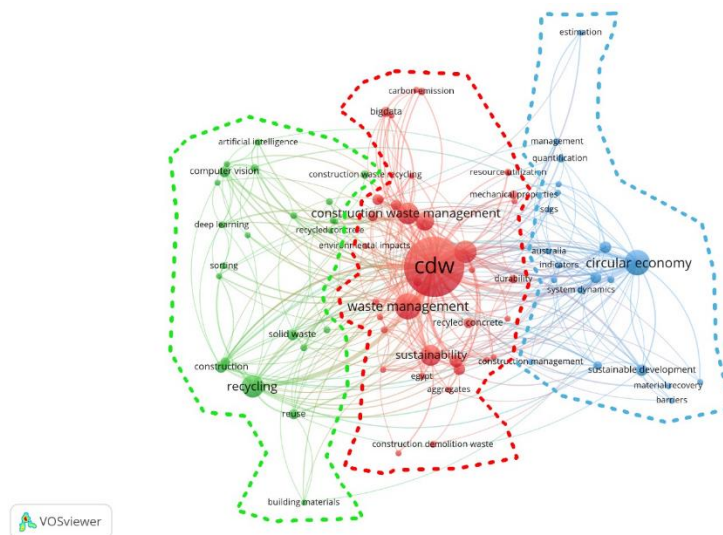 estimation
carbon emission
bigdata
artificial intelligence
management
computer vision
quantification
construction waste recycling
resource utilization
mechanical properties
construction waste management
sdgs
deep learning
recycled concrete
environmental impacts
australia
cdw
circular economy
sorting
indicators
durability
system dynamics
waste management
recyled concrete
solid waste
sustainability
construction management
construction
sustainable development
egypt
recycling
material recovery
aggregates
barriers
reuse
construction demolition waste
building materials
VOSviewer